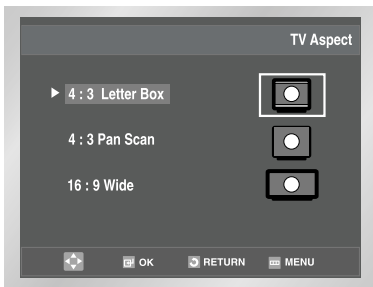 TV Aspect
4 : 3 Letter Box
4 : 3 Pan Scan
16 : 9 Wide
OK RETURN MENU